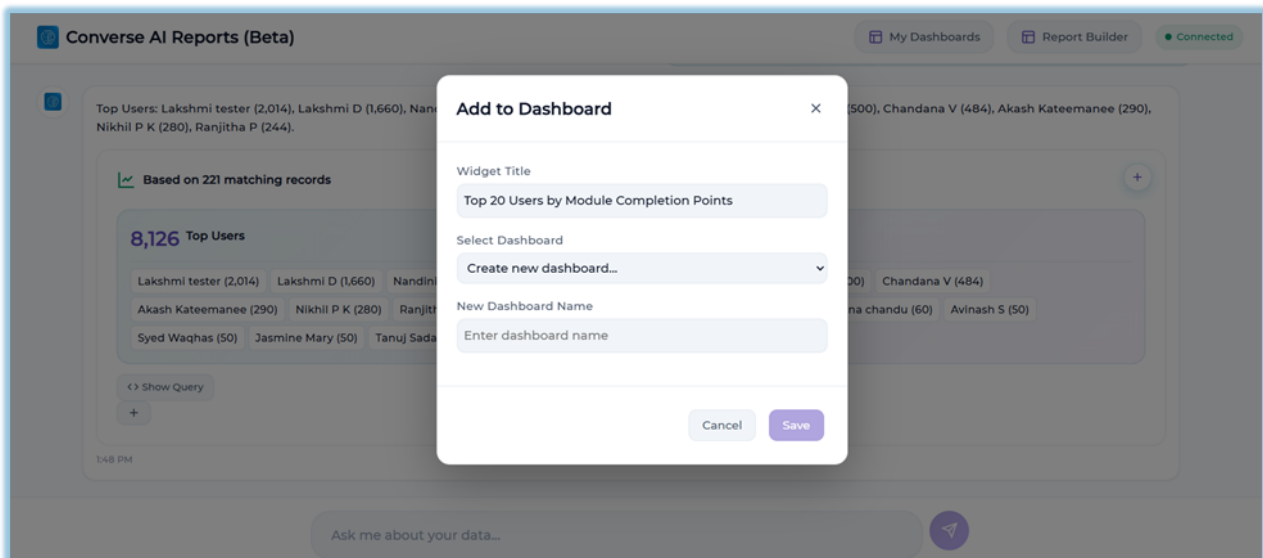 Converse AI Reports (Beta)
My Dashboards
Report Builder
Connected
Top Users: Lakshmi tester (2,014), Lakshmi D (1,660), (500), Chandana V (484), Akash Kateemanee (290),
Nikhil P K (280), Ranjitha P (244).
Based on 221 matching records
+
8,126 Top Users
Lakshmi tester (2,014) Lakshmi D (1,660) Nandini Chandana V (484)
Akash Kateemanee (290) Nikhil P K (280) chandu (60) Avinash S (50)
Syed Waqhas (50) Jasmine Mary (50) Tanuj
<> Show Query
+
1:48 PM
Add to Dashboard
×
Widget Title
Top 20 Users by Module Completion Points
Select Dashboard
Create new dashboard...
New Dashboard Name
Enter dashboard name
Cancel
Save
Ask me about your data...